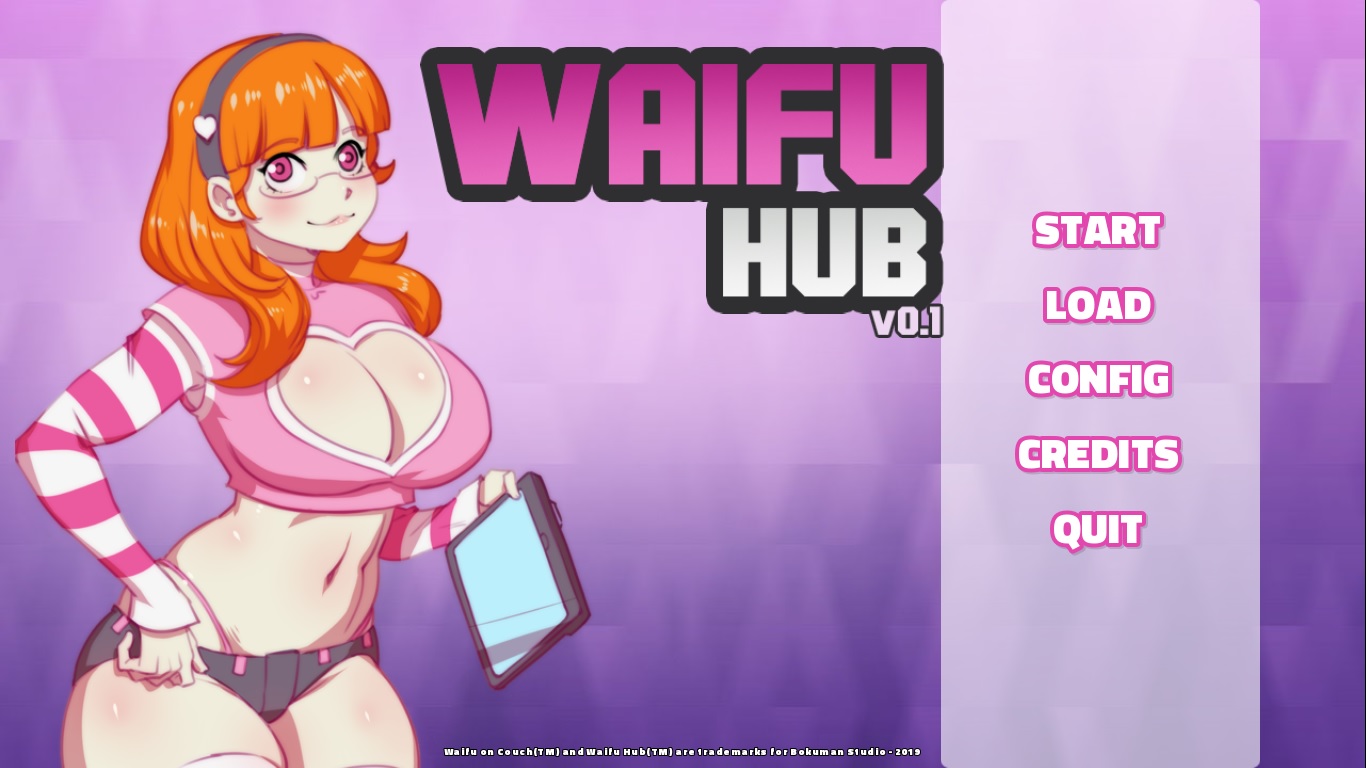 WAIFU
HUB
v0.1
START
LOAD
CONFIG
CREDITS
QUIT
Waifu on Couch(TM) and Waifu Hub(TM) are trademarks for Bokuman Studio - 2019